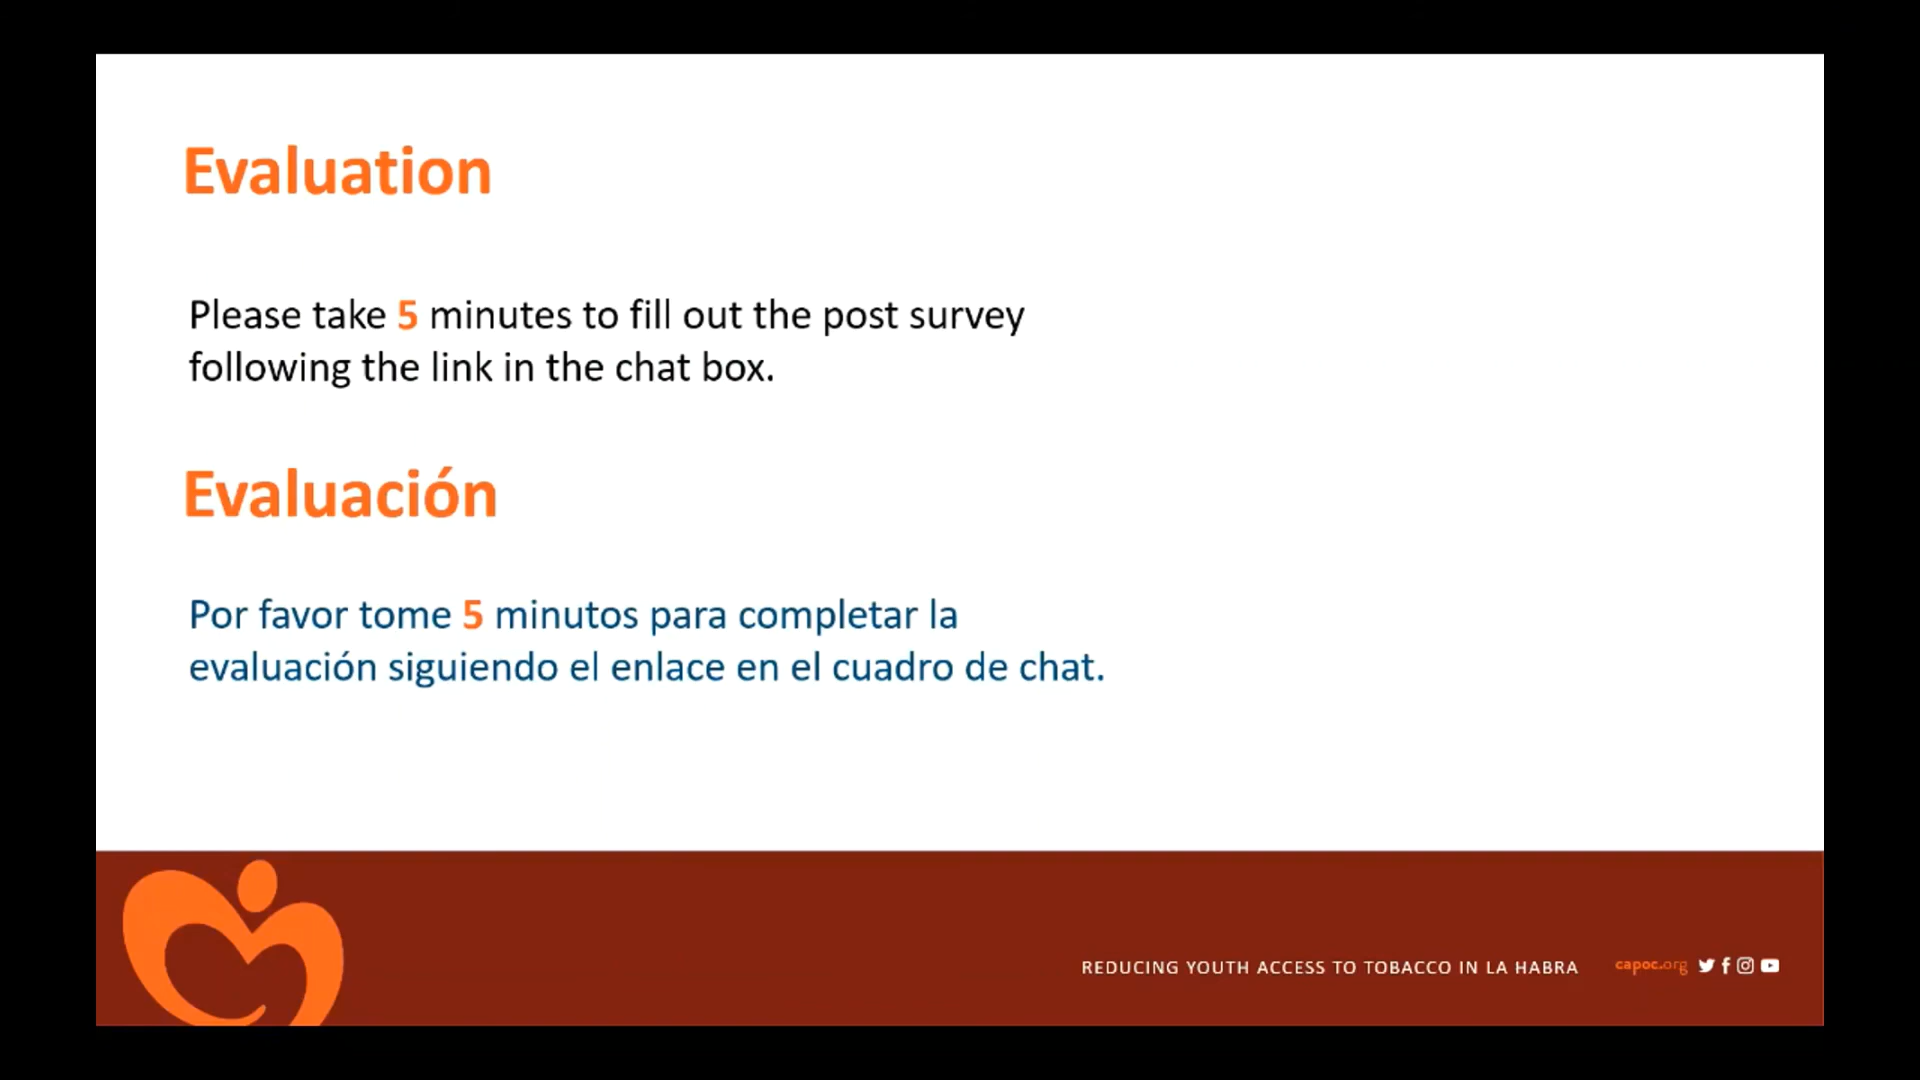 Evaluation
Please take 5 minutes to fill out the post survey
following the link in the chat box.
Evaluación
Por favor tome 5 minutos para completar la
evaluación siguiendo el enlace en el cuadro de chat.
REDUCING YOUTH ACCESS TO TOBACCO IN LA HABRA capoc.org